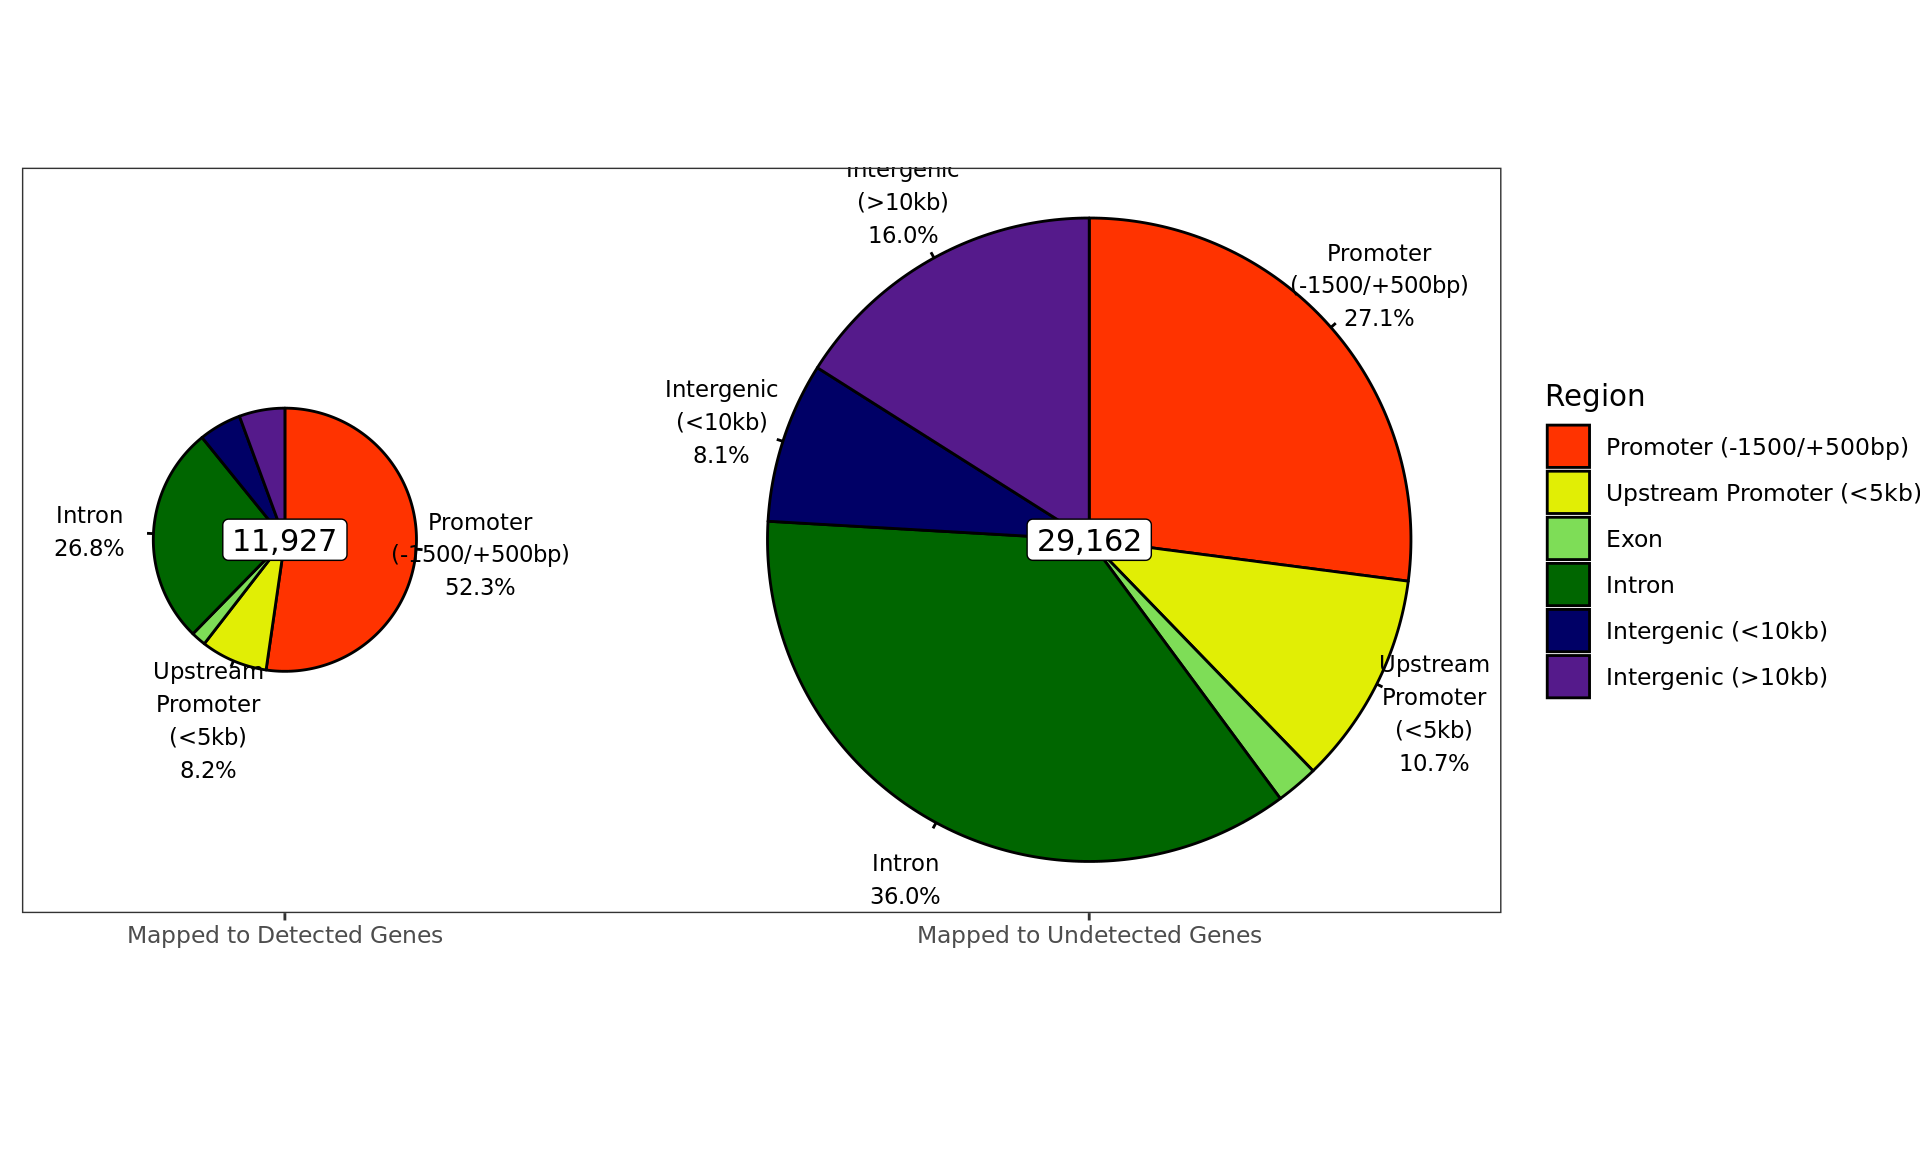 Intergenic
(>10kb)
16.0%
Promoter
(-1500/+500bp)
27.1%
Intergenic
(<10kb)
8.1%
Intron
26.8%
11,927
Promoter
(-1500/+500bp)
52.3%
29,162
Upstream
Promoter
(<5kb)
8.2%
Upstream
Promoter
(<5kb)
10.7%
Intron
36.0%
Mapped to Detected Genes
Mapped to Undetected Genes
Region
Promoter (-1500/+500bp)
Upstream Promoter (<5kb)
Exon
Intron
Intergenic (<10kb)
Intergenic (>10kb)